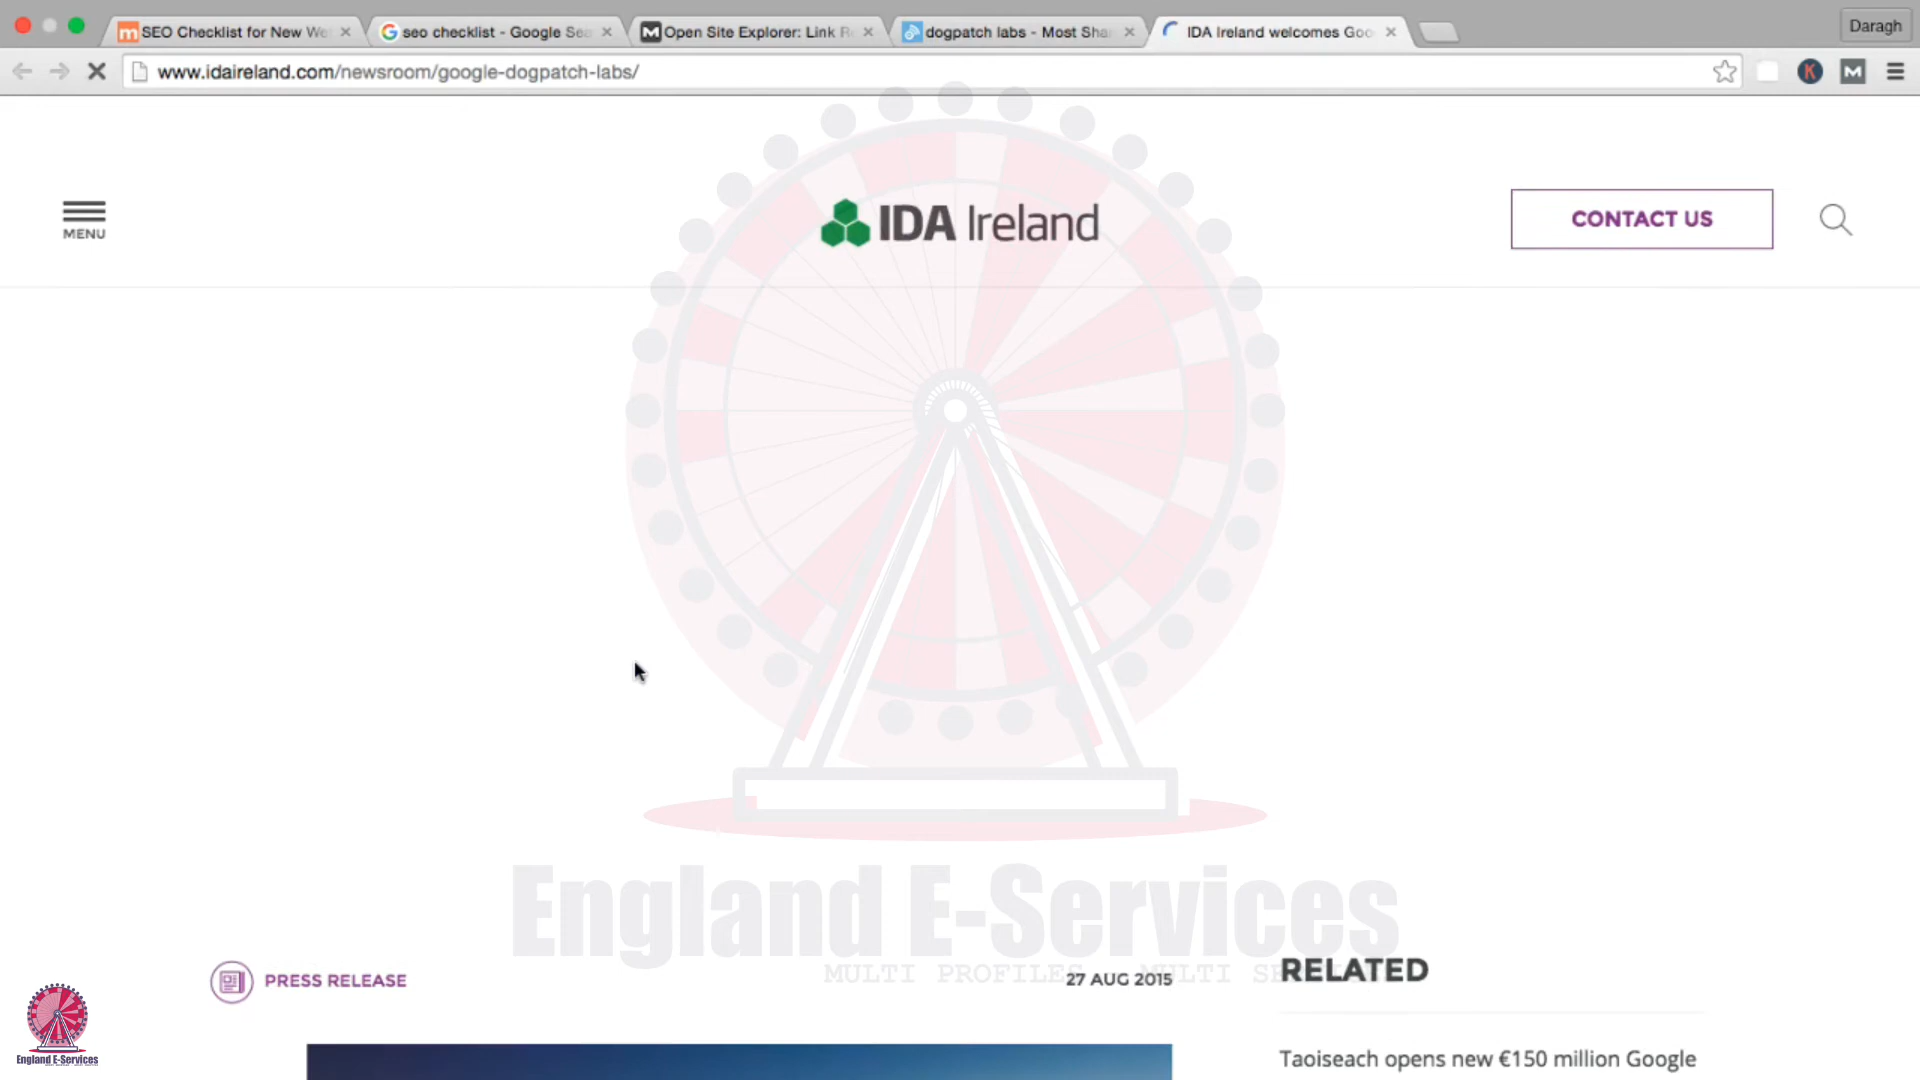 SEO Checklist for New We
seo checklist - Google Sea
Open Site Explorer: Link R
dogpatch labs - Most Sha
IDA Ireland welcomes Goo
Daragh
www.idaireland.com/newsroom/google-dogpatch-labs/
MENU
IDA Ireland
CONTACT US
England E-Services
MULTI PROFILES MULTI SE
PRESS RELEASE
27 AUG 2015
RELATED
England E-Services
Taoiseach opens new €150 million Google